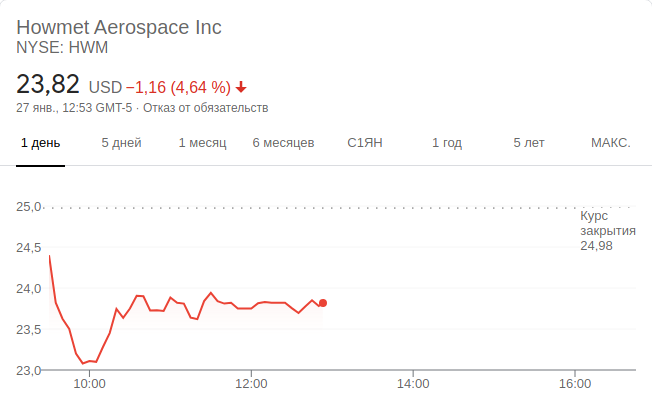 Howmet Aerospace Inc
NYSE: HWM
23,82 USD −1,16 (4,64 %)
27 янв., 12:53 GMT-5 · Отказ от обязательств
1 день 5 дней 1 месяц 6 месяцев С1ЯН 1 год 5 лет МАКС.
25,0
Курс
закрытия
24,98
24,5
24,0
23,5
23,0
10:00 12:00 14:00 16:00